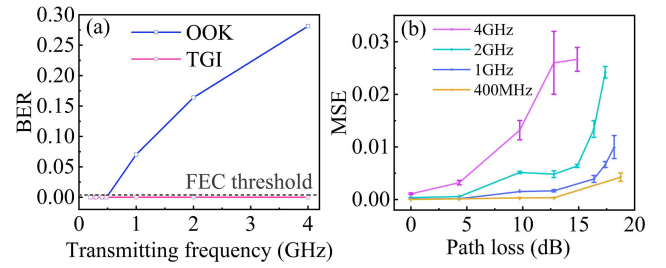 (a)
OOK
TGI
FEC threshold
BER
0.30
0.25
0.20
0.15
0.10
0.05
0.00
0 1 2 3 4
Transmitting frequency (GHz)
(b)
4GHz
2GHz
1GHz
400MHz
MSE
0.03
0.02
0.01
0.00
0 5 10 15 20
Path loss (dB)